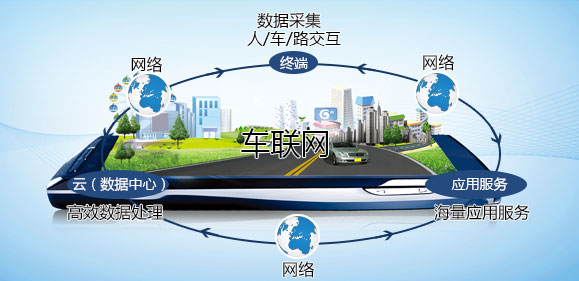 数据采集
人/车/路交互
终端
网络
网络
车联网
云（数据中心）
应用服务
高效数据处理
海量应用服务
网络